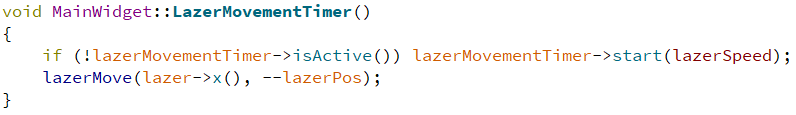 void MainWidget::LazerMovementTimer()
{
    if (!lazerMovementTimer->isActive()) lazerMovementTimer->start(lazerSpeed);
    lazerMove(lazer->x(), --lazerPos);
}